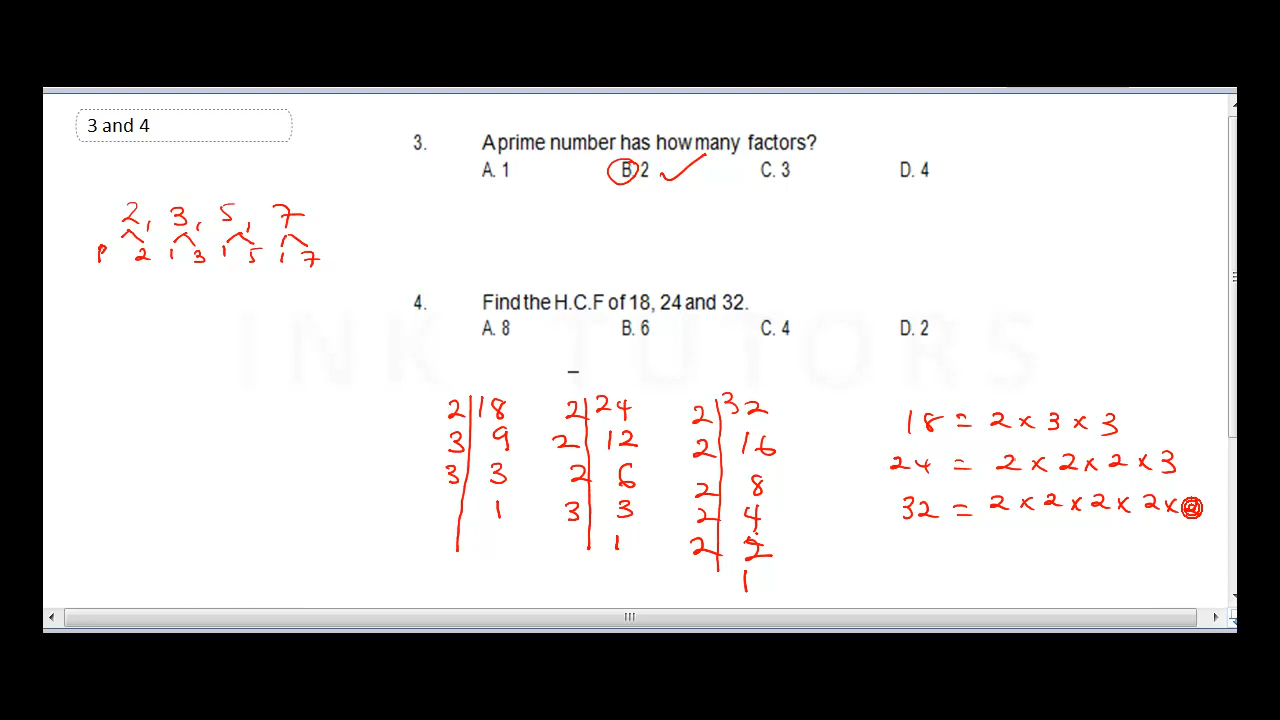 3 and 4
3. A prime number has how many factors?
A. 1 B. 2 ✓ C. 3 D. 4
2, 3, 5, 7
1 2 1 3 1 5 1 7
4. Find the H.C.F of 18, 24 and 32.
A. 8 B. 6 C. 4 D. 2
INK TUTORS
2 18 2 24 2 32
3 9 2 12 2 16
3 3 2 6 2 8
1 3 3 2 4
1 2 2
1
18 = 2 x 3 x 3
24 = 2 x 2 x 2 x 3
32 = 2 x 2 x 2 x 2 x